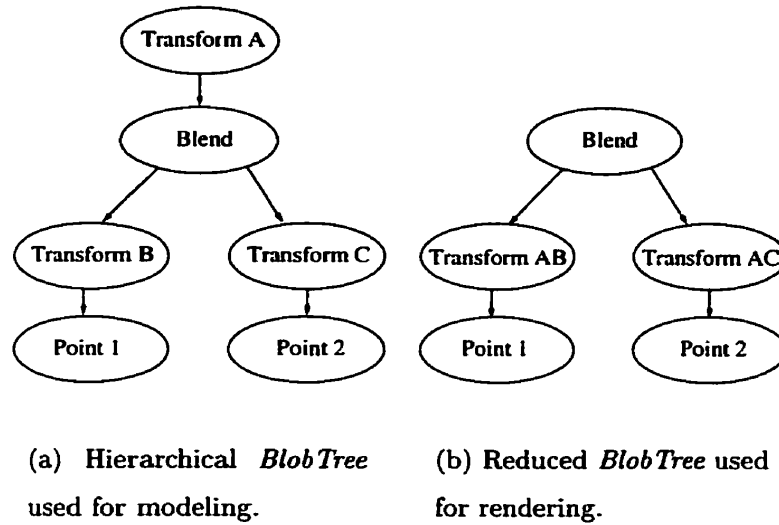 Transform A
Blend
Transform B
Transform C
Point 1
Point 2
Blend
Transform AB
Transform AC
Point 1
Point 2
(a) Hierarchical BlobTree
used for modeling.
(b) Reduced BlobTree used
for rendering.